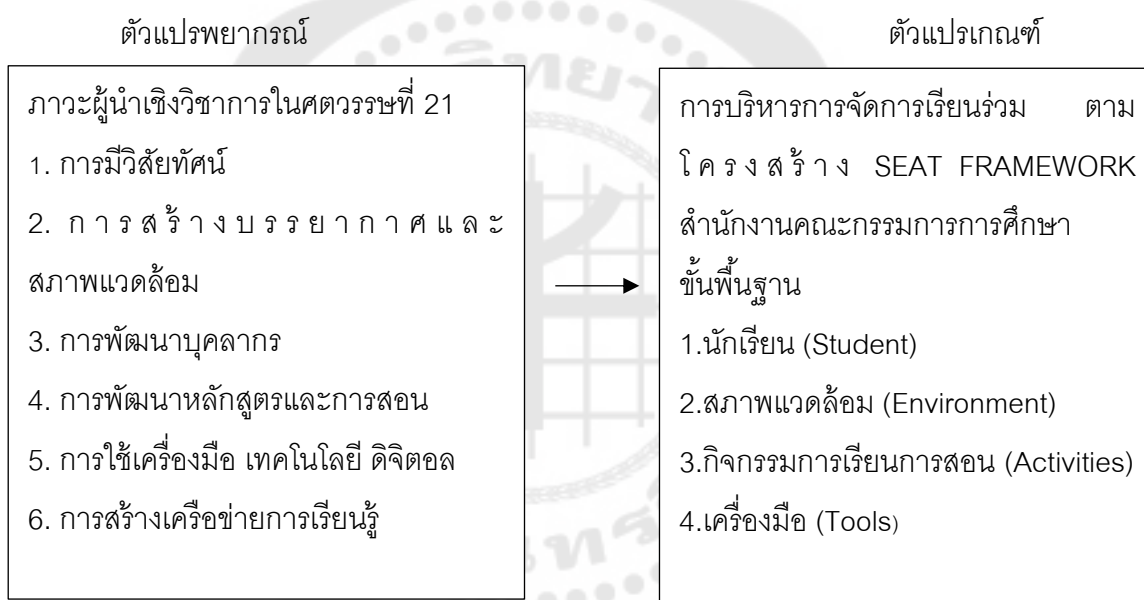 ตัวแปรพยากรณ์
ภาวะผู้นำเชิงวิชาการในศตวรรษที่ 21
1. การมีวิสัยทัศน์
2. การสร้างบรรยากาศและ
สภาพแวดล้อม
3. การพัฒนาบุคลากร
4. การพัฒนาหลักสูตรและการสอน
5. การใช้เครื่องมือ เทคโนโลยี ดิจิตอล
6. การสร้างเครือข่ายการเรียนรู้
ตัวแปรเกณฑ์
การบริหารการจัดการเรียนร่วม ตาม
โครงสร้าง SEAT FRAMEWORK
สำนักงานคณะกรรมการการศึกษา
ขั้นพื้นฐาน
1.นักเรียน (Student)
2.สภาพแวดล้อม (Environment)
3.กิจกรรมการเรียนการสอน (Activities)
4.เครื่องมือ (Tools)